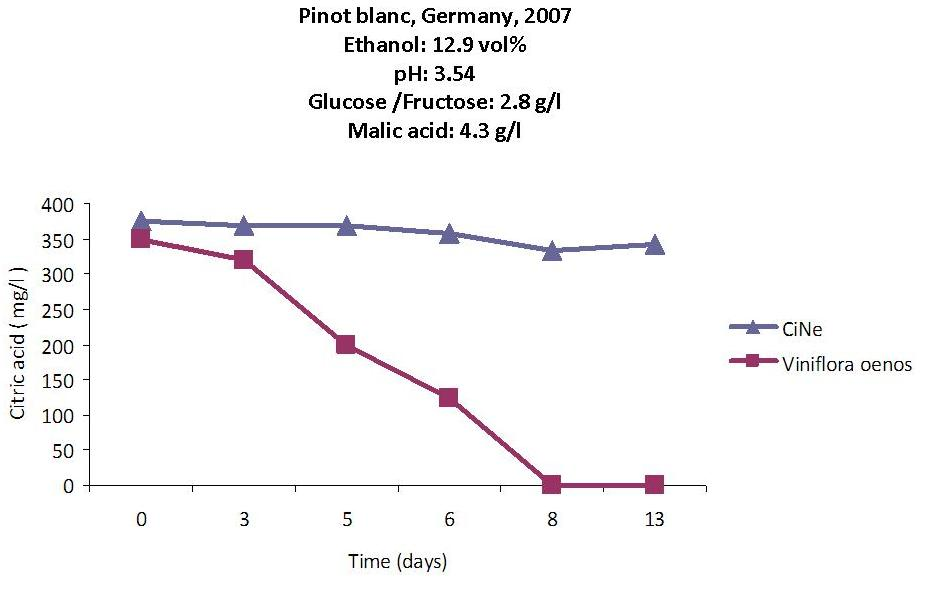 Pinot blanc, Germany, 2007
Ethanol: 12.9 vol%
pH: 3.54
Glucose /Fructose: 2.8 g/l
Malic acid: 4.3 g/l
400
350
300
250
200
150
100
50
0
Citric acid ( mg/l )
0 3 5 6 8 13
Time (days)
CiNe
Viniflora oenos